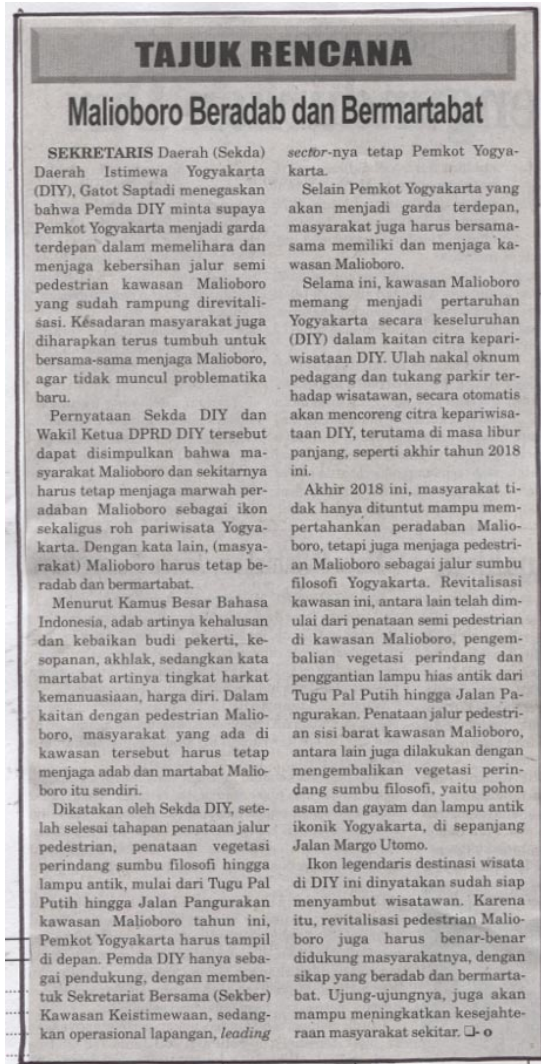 TAJUK RENCANA
Malioboro Beradab dan Bermartabat
SEKRETARIS Daerah (Sekda)
Daerah Istimewa Yogyakarta
(DIY), Gatot Saptadi menegaskan
bahwa Pemda DIY minta supaya
Pemkot Yogyakarta menjadi garda
terdepan dalam memelihara dan
menjaga kebersihan jalur semi
pedestrian kawasan Malioboro
yang sudah rampung direvitali-
sasi. Kesadaran masyarakat juga
diharapkan terus tumbuh untuk
bersama-sama menjaga Malioboro,
agar tidak muncul problematika
baru.
Pernyataan Sekda DIY dan
Wakil Ketua DPRD DIY tersebut
dapat disimpulkan bahwa ma-
syarakat Malioboro dan sekitarnya
harus tetap menjaga marwah per-
adaban Malioboro sebagai ikon
sekaligus roh pariwisata Yogya-
karta. Dengan kata lain, (masya-
rakat) Malioboro harus tetap be-
radab dan bermartabat.
Menurut Kamus Besar Bahasa
Indonesia, adab artinya kehalusan
dan kebaikan budi pekerti, ke-
sopanan, akhlak, sedangkan kata
martabat artinya tingkat harkat
kemanusiaan, harga diri. Dalam
kaitan dengan pedestrian Malio-
boro, masyarakat yang ada di
kawasan tersebut harus tetap
menjaga adab dan martabat Malio-
boro itu sendiri.
Dikatakan oleh Sekda DIY, sete-
lah selesai tahapan penataan jalur
pedestrian, penataan vegetasi
perindang sumbu filosofi hingga
lampu antik, mulai dari Tugu Pal
Putih hingga Jalan Pangurakan
kawasan Malioboro tahun ini,
Pemkot Yogyakarta harus tampil
di depan. Pemda DIY hanya seba-
gai pendukung, dengan memben-
tuk Sekretariat Bersama (Sekber)
Kawasan Keistimewaan, sedang-
kan operasional lapangan, leading
sector-nya tetap Pemkot Yogya-
karta.
Selain Pemkot Yogyakarta yang
akan menjadi garda terdepan,
masyarakat juga harus bersama-
sama memiliki dan menjaga ka-
wasan Malioboro.
Selama ini, kawasan Malioboro
memang menjadi pertaruhan
Yogyakarta secara keseluruhan
(DIY) dalam kaitan citra kepari-
wisataan DIY. Ulah nakal oknum
pedagang dan tukang parkir ter-
hadap wisatawan, secara otomatis
akan mencoreng citra kepariwisa-
taan DIY, terutama di masa libur
panjang, seperti akhir tahun 2018
ini.
Akhir 2018 ini, masyarakat ti-
dak hanya dituntut mampu mem-
pertahankan peradaban Malio-
boro, tetapi juga menjaga pedestri-
an Malioboro sebagai jalur sumbu
filosofi Yogyakarta. Revitalisasi
kawasan ini, antara lain telah dim-
ulai dari penataan semi pedestrian
di kawasan Malioboro, pengem-
balian vegetasi perindang dan
penggantian lampu hias antik dari
Tugu Pal Putih hingga Jalan Pa-
ngurakan. Penataan jalur pedestri-
an sisi barat kawasan Malioboro,
antara lain juga dilakukan dengan
mengembalikan vegetasi perin-
dang sumbu filosofi, yaitu pohon
asam dan gayam dan lampu antik
ikonik Yogyakarta, di sepanjang
Jalan Margo Utomo.
Ikon legendaris destinasi wisata
di DIY ini dinyatakan sudah siap
menyambut wisatawan. Karena
itu, revitalisasi pedestrian Malio-
boro juga harus benar-benar
didukung masyarakatnya, dengan
sikap yang beradab dan bermarta-
bat. Ujung-ujungnya, juga akan
mampu meningkatkan kesejahte-
raan masyarakat sekitar. ❑- o